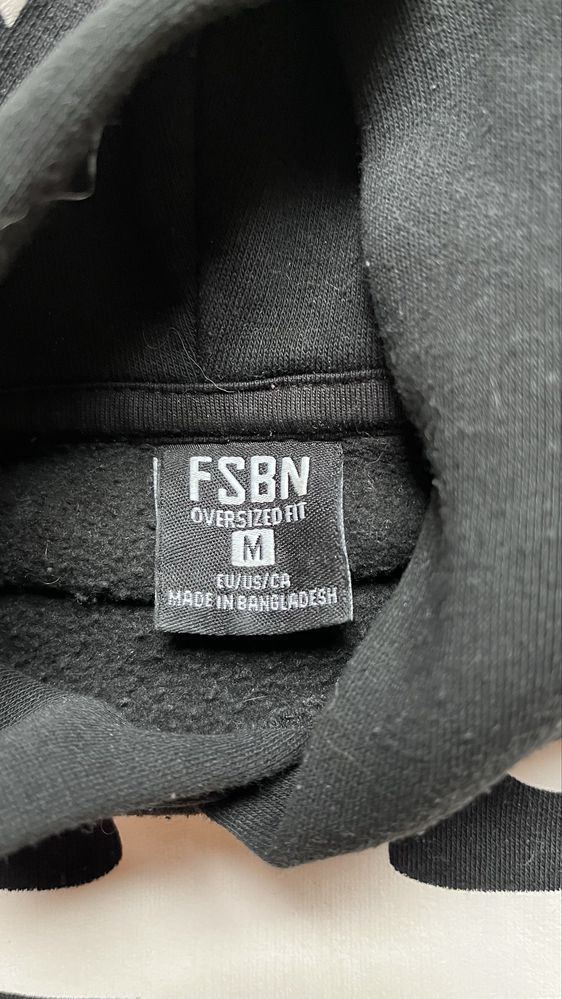 FSBN
OVERSIZED FIT
M
EU/US/CA
MADE IN BANGLADESH